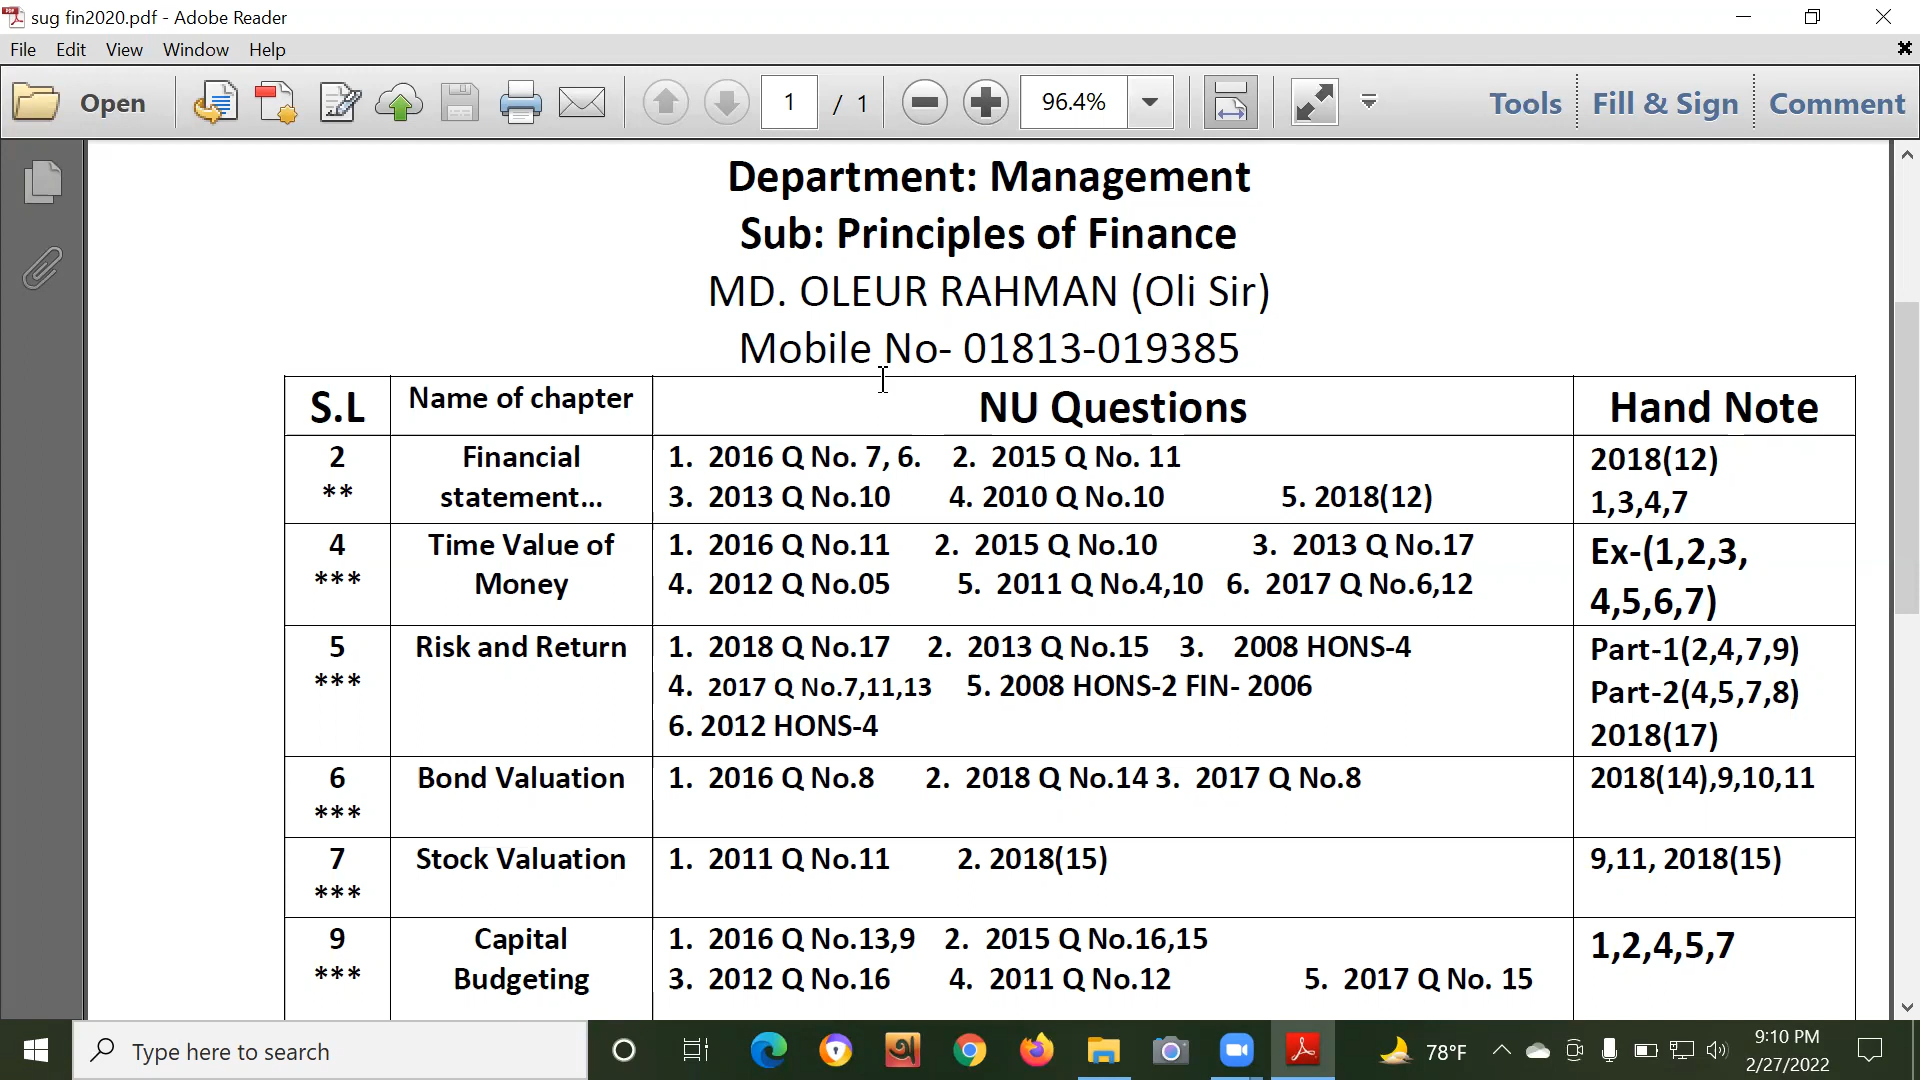 sug fin2020.pdf - Adobe Reader
File Edit View Window Help
Open 1 / 1 96.4% Tools Fill & Sign Comment
Department: Management
Sub: Principles of Finance
MD. OLEUR RAHMAN (Oli Sir)
Mobile No- 01813-019385
S.L Name of chapter NU Questions Hand Note
2 Financial 1. 2016 Q No. 7, 6. 2. 2015 Q No. 11 2018(12)
** statement... 3. 2013 Q No.10 4. 2010 Q No.10 5. 2018(12) 1,3,4,7
4 Time Value of 1. 2016 Q No.11 2. 2015 Q No.10 3. 2013 Q No.17 Ex-(1,2,3,
*** Money 4. 2012 Q No.05 5. 2011 Q No.4,10 6. 2017 Q No.6,12 4,5,6,7)
5 Risk and Return 1. 2018 Q No.17 2. 2013 Q No.15 3. 2008 HONS-4 Part-1(2,4,7,9)
*** 4. 2017 Q No.7,11,13 5. 2008 HONS-2 FIN- 2006 Part-2(4,5,7,8)
6. 2012 HONS-4 2018(17)
6 Bond Valuation 1. 2016 Q No.8 2. 2018 Q No.14 3. 2017 Q No.8 2018(14),9,10,11
***
7 Stock Valuation 1. 2011 Q No.11 2. 2018(15) 9,11, 2018(15)
***
9 Capital 1. 2016 Q No.13,9 2. 2015 Q No.16,15 1,2,4,5,7
*** Budgeting 3. 2012 Q No.16 4. 2011 Q No.12 5. 2017 Q No. 15
Type here to search অ 78°F 9:10 PM
2/27/2022